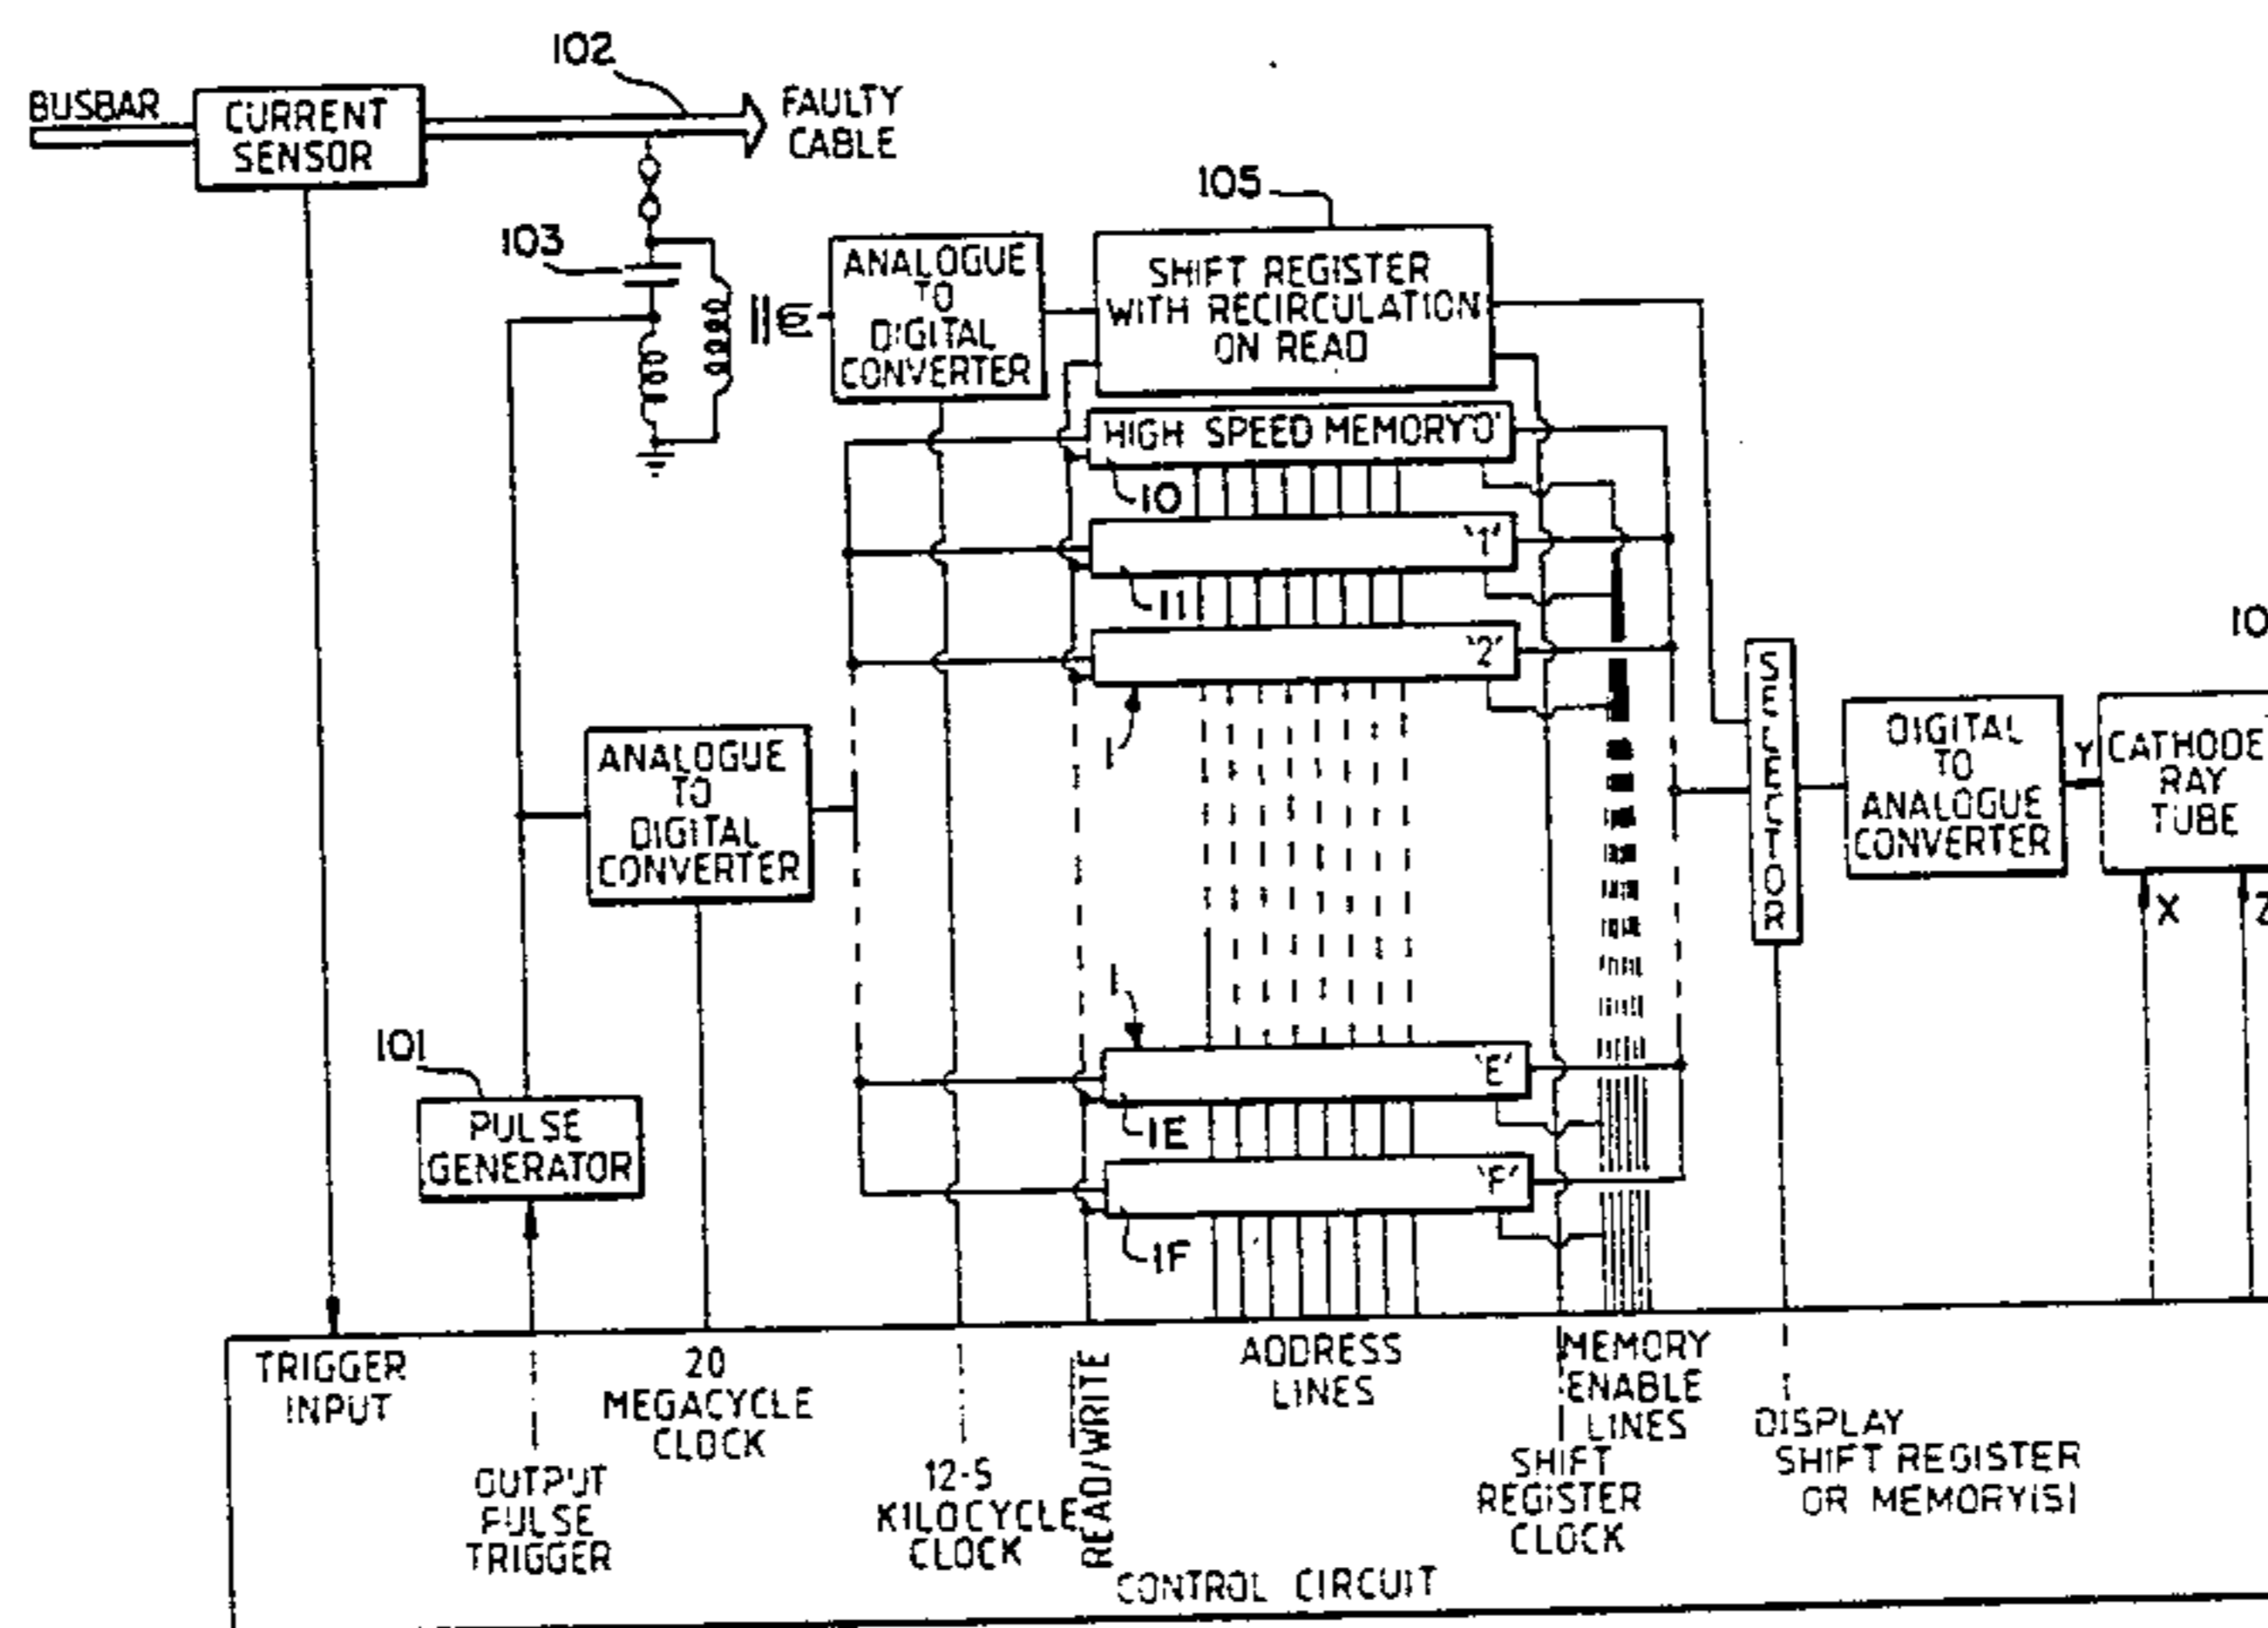 102
BUSBAR
CURRENT
SENSOR
FAULTY
CABLE
105
103
ANALOGUE
TO
DIGITAL
CONVERTER
SHIFT REGISTER
WITH RECIRCULATION
ON READ
HIGH SPEED MEMORY'0'
10
'1'
11
'2'
1
ANALOGUE
TO
DIGITAL
CONVERTER
SELECTOR
DIGITAL
TO
ANALOGUE
CONVERTER
Y
CATHODE
RAY
TUBE
10
X
Z
1
'E'
1E
'F'
1F
101
PULSE
GENERATOR
TRIGGER
INPUT
OUTPUT
PULSE
TRIGGER
20
MEGACYCLE
CLOCK
12·5
KILOCYCLE
CLOCK
READ/WRITE
ADDRESS
LINES
MEMORY
ENABLE
LINES
SHIFT
REGISTER
CLOCK
DISPLAY
SHIFT REGISTER
OR MEMORY(S)
CONTROL CIRCUIT